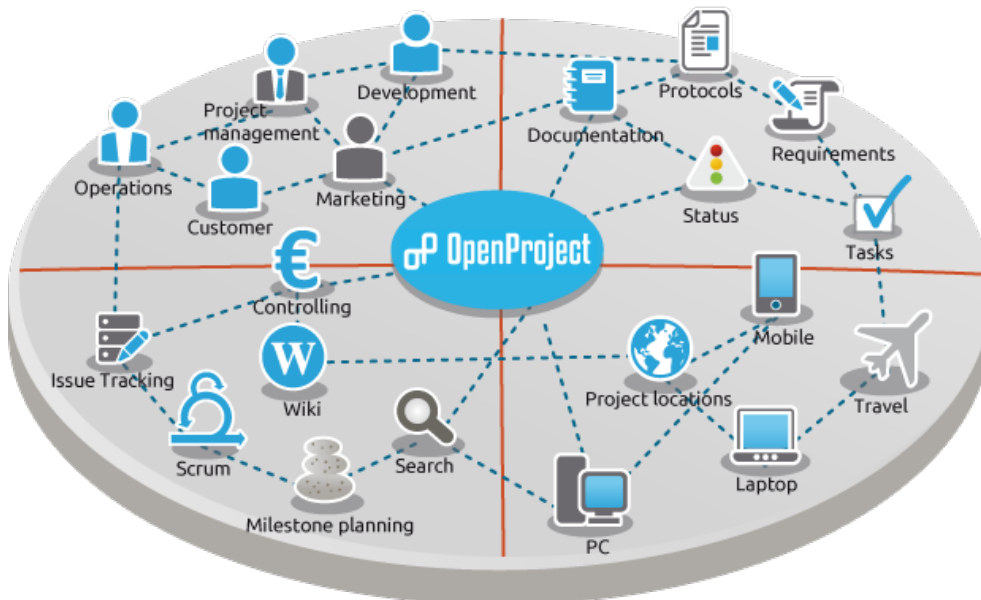 Development
Project
management
Operations
Customer
Marketing
Protocols
Documentation
Requirements
Status
Tasks
OpenProject
€
Controlling
Issue Tracking
W
Wiki
Scrum
Search
Milestone planning
Mobile
Project locations
Travel
Laptop
PC